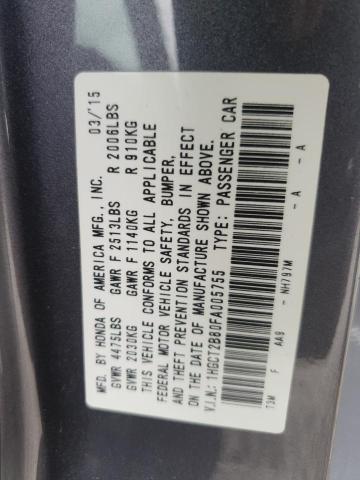 MFD. BY HONDA OF AMERICA MFG., INC. 03/'15
GVWR 4475LBS GAWR F 2513LBS R 2006LBS
GVWR 2030KG GAWR F 1140KG R 910KG
THIS VEHICLE CONFORMS TO ALL APPLICABLE
FEDERAL MOTOR VEHICLE SAFETY, BUMPER,
AND THEFT PREVENTION STANDARDS IN EFFECT
ON THE DATE OF MANUFACTURE SHOWN ABOVE.
V.I.N.: 1HGCT2B80FA005755 TYPE: PASSENGER CAR
F AA9 - NH797M - A - A
T3M